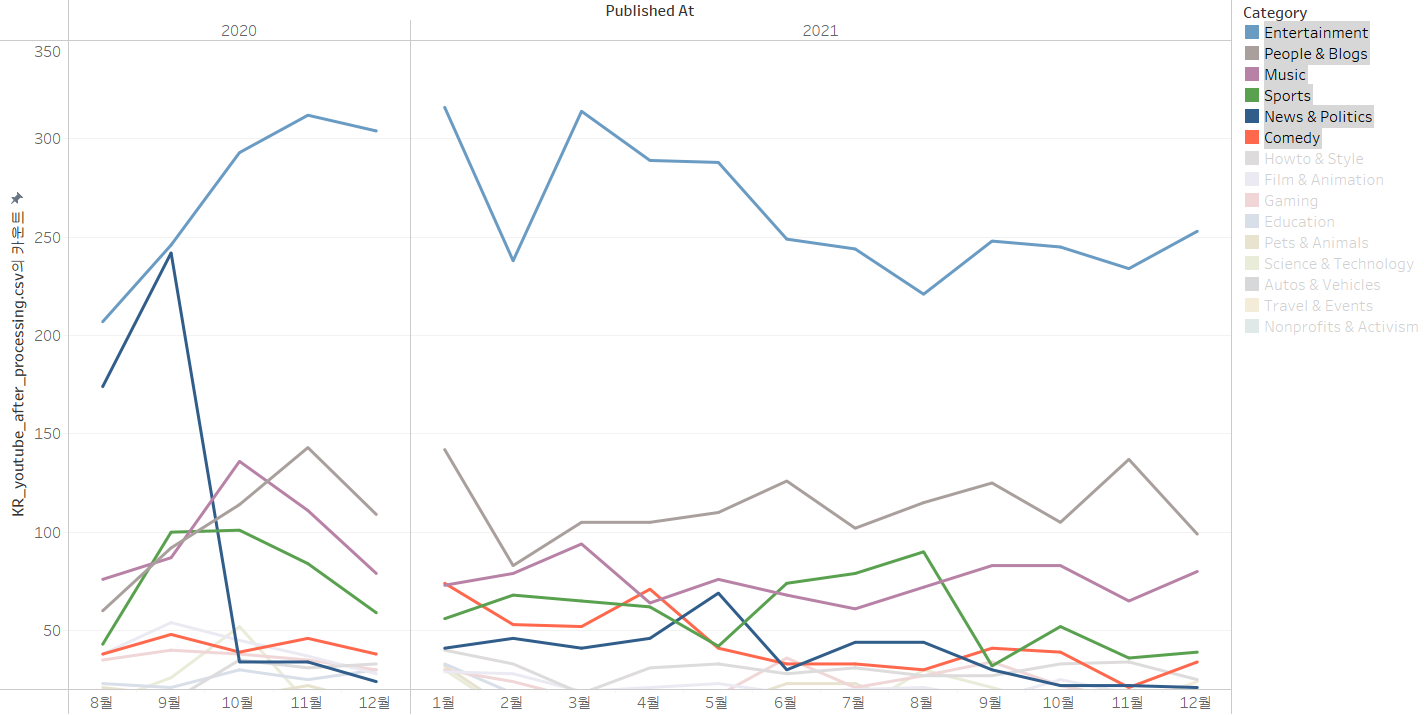 Published At
2020
2021
350
300
250
200
150
100
50
KR_youtube_after_processing.csv의 카운트
8월
9월
10월
11월
12월
1월
2월
3월
4월
5월
6월
7월
8월
9월
10월
11월
12월
Category
Entertainment
People & Blogs
Music
Sports
News & Politics
Comedy
Howto & Style
Film & Animation
Gaming
Education
Pets & Animals
Science & Technology
Autos & Vehicles
Travel & Events
Nonprofits & Activism